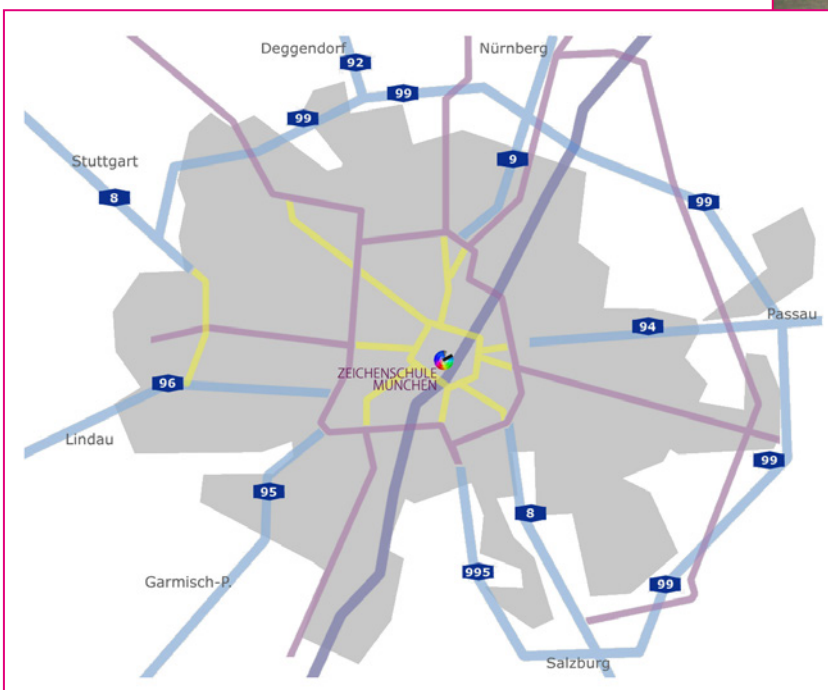 Deggendorf
Nürnberg
92
99
99
9
Stuttgart
8
99
Passau
94
ZEICHENSCHULE
MÜNCHEN
96
Lindau
99
95
8
995
99
Garmisch-P.
Salzburg